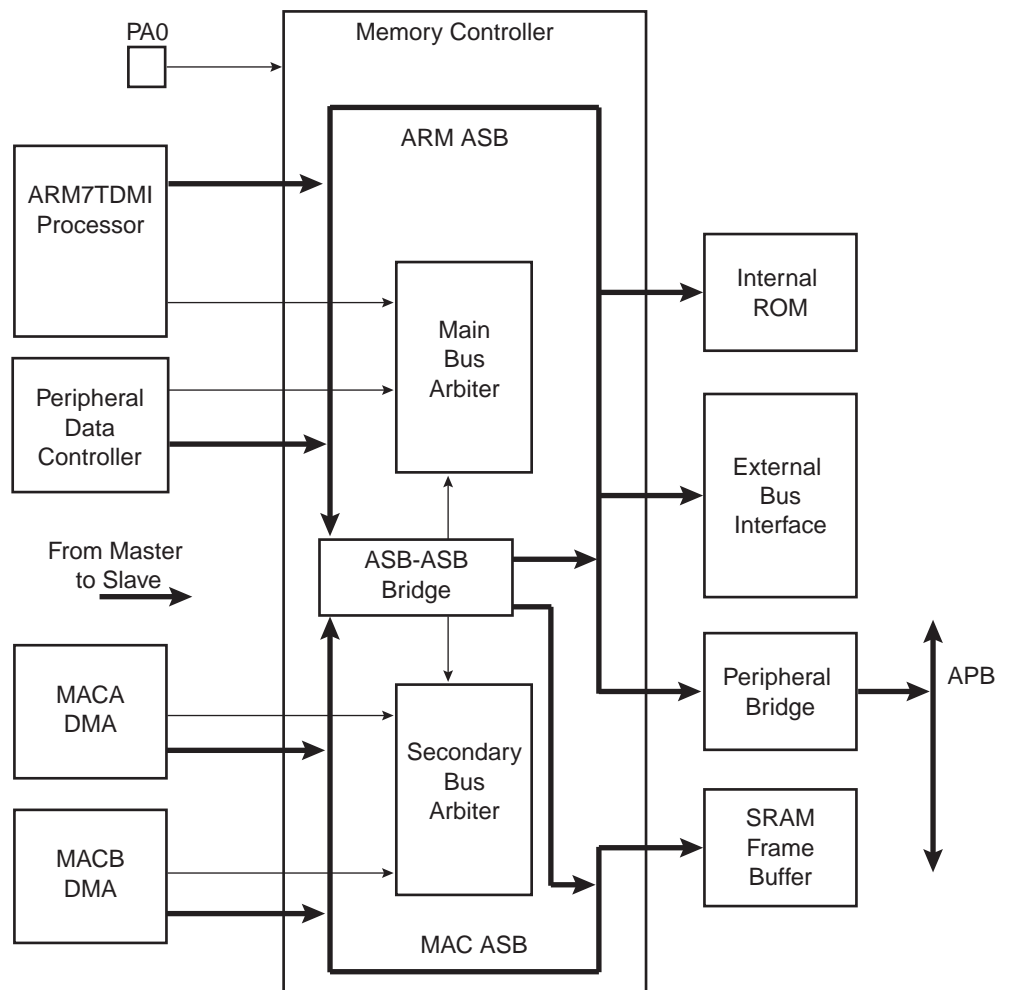 PA0
Memory Controller
ARM ASB
ARM7TDMI
Processor
Internal
ROM
Main
Bus
Arbiter
Peripheral
Data
Controller
External
Bus
Interface
From Master
to Slave
ASB-ASB
Bridge
MACA
DMA
Peripheral
Bridge
APB
Secondary
Bus
Arbiter
MACB
DMA
SRAM
Frame
Buffer
MAC ASB